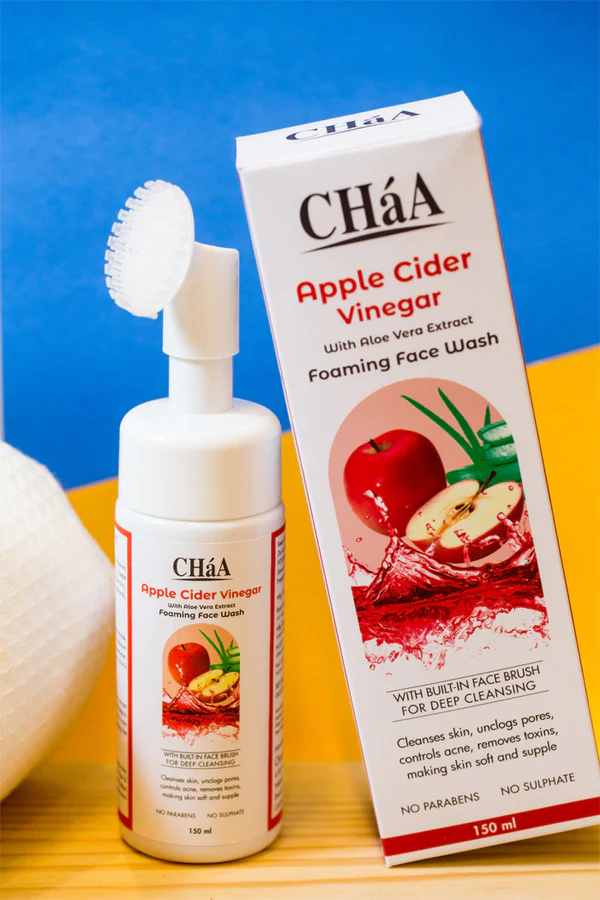 CHáA
CHáA
Apple Cider
Vinegar
With Aloe Vera Extract
Foaming Face Wash
WITH BUILT-IN FACE BRUSH
FOR DEEP CLEANSING
Cleanses skin, unclogs pores,
controls acne, removes toxins,
making skin soft and supple
NO PARABENS NO SULPHATE
150 ml
CHáA
Apple Cider Vinegar
With Aloe Vera Extract
Foaming Face Wash
WITH BUILT-IN FACE BRUSH
FOR DEEP CLEANSING
Cleanses skin, unclogs pores,
controls acne, removes toxins,
making skin soft and supple
NO PARABENS NO SULPHATE
150 ml